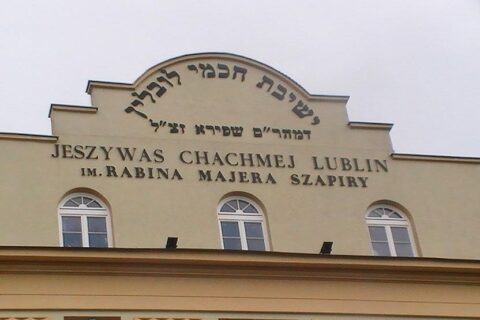 ישיבת חכמי לובלין
דמהר"ם שפירא זצ"ל
JESZYWAS CHACHMEJ LUBLIN
IM. RABINA MAJERA SZAPIRY